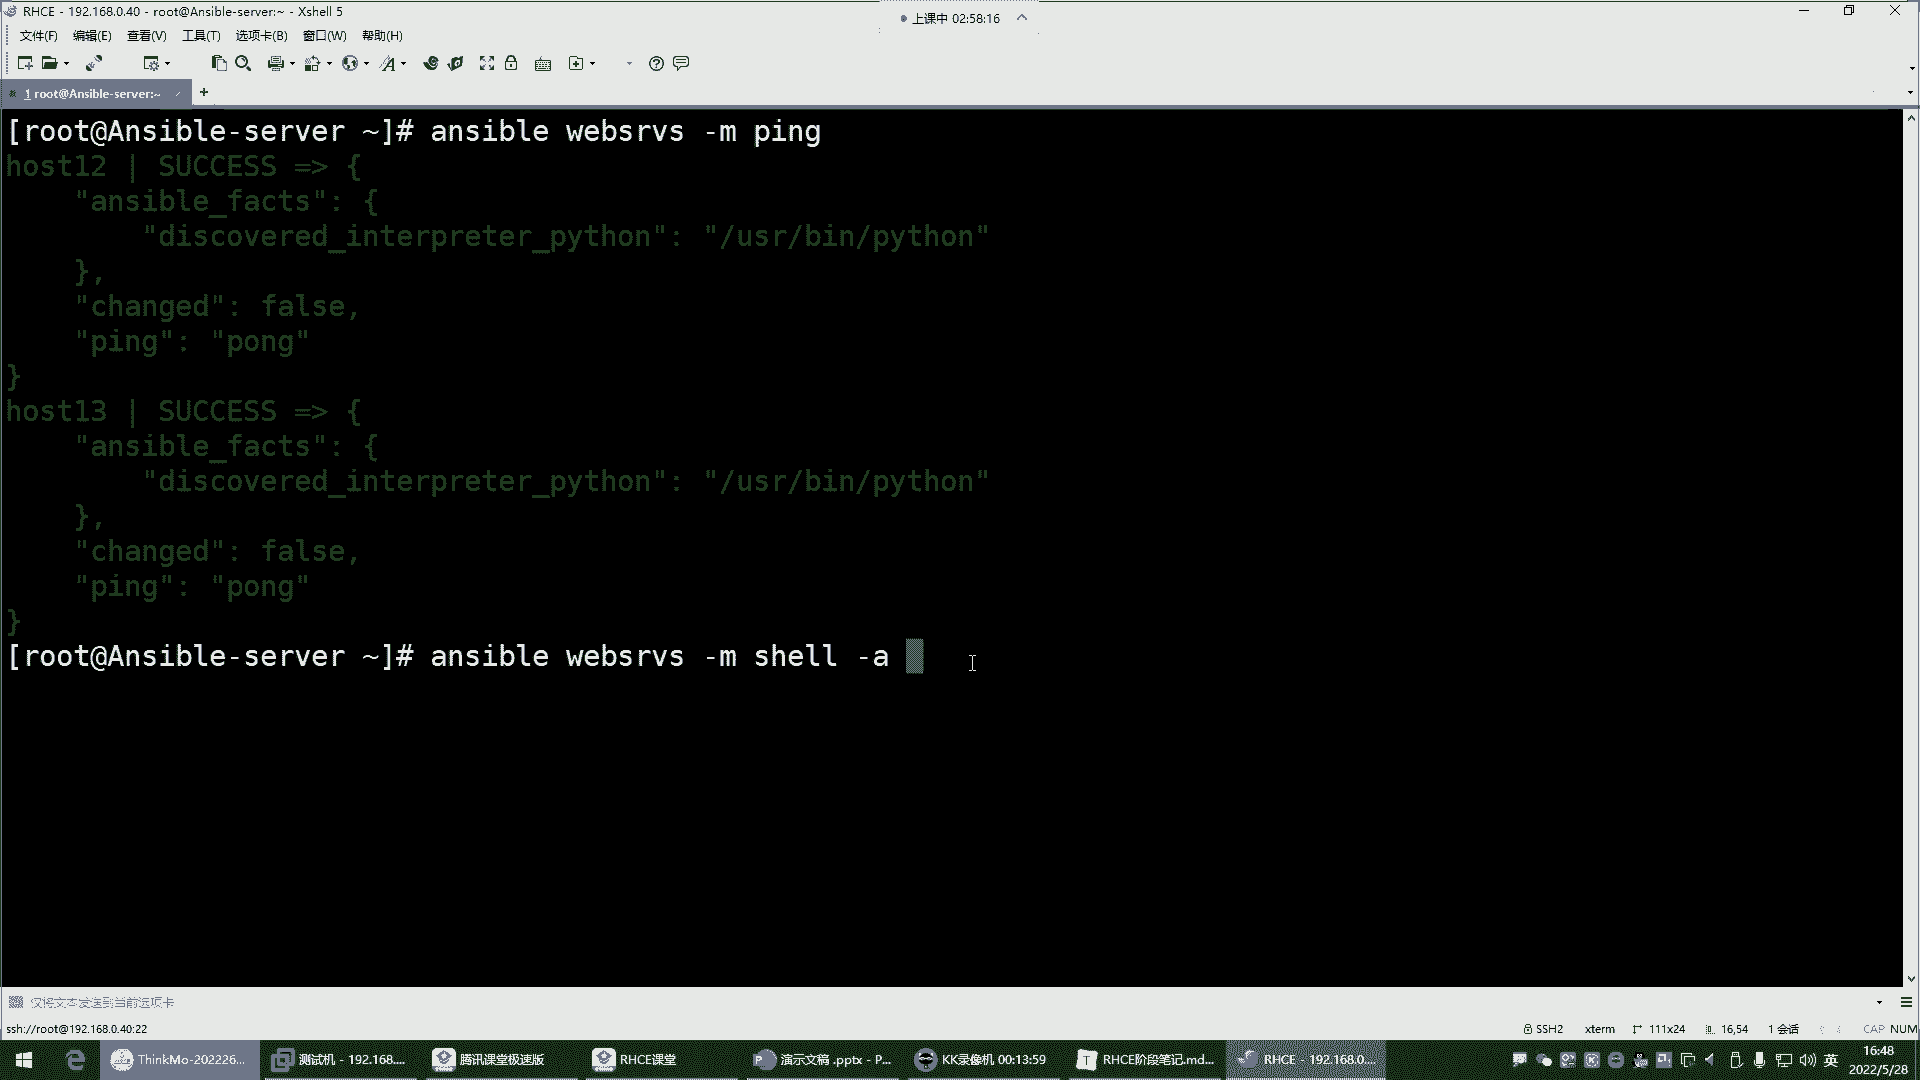 RHCE - 192.168.0.40 - root@Ansible-server:~ - Xshell 5
上课中 02:58:16
文件(F) 编辑(E) 查看(V) 工具(T) 选项卡(B) 窗口(W) 帮助(H)
1 root@Ansible-server:~
[root@Ansible-server ~]# ansible websrvs -m ping
host12 | SUCCESS => {
    "ansible_facts": {
        "discovered_interpreter_python": "/usr/bin/python"
    },
    "changed": false,
    "ping": "pong"
}
host13 | SUCCESS => {
    "ansible_facts": {
        "discovered_interpreter_python": "/usr/bin/python"
    },
    "changed": false,
    "ping": "pong"
}
[root@Ansible-server ~]# ansible websrvs -m shell -a
仅将文本发送到当前选项卡
ssh://root@192.168.0.40:22 SSH2 xterm 111x24 16,54 1 会话 CAP NUM
ThinkMo-202226... 测试机 - 192.168.... 腾讯课堂极速版 RHCE课堂 演示文稿 .pptx - P... KK录像机 00:13:59 RHCE阶段笔记.md... RHCE - 192.168.0.... 英 16:48
2022/5/28